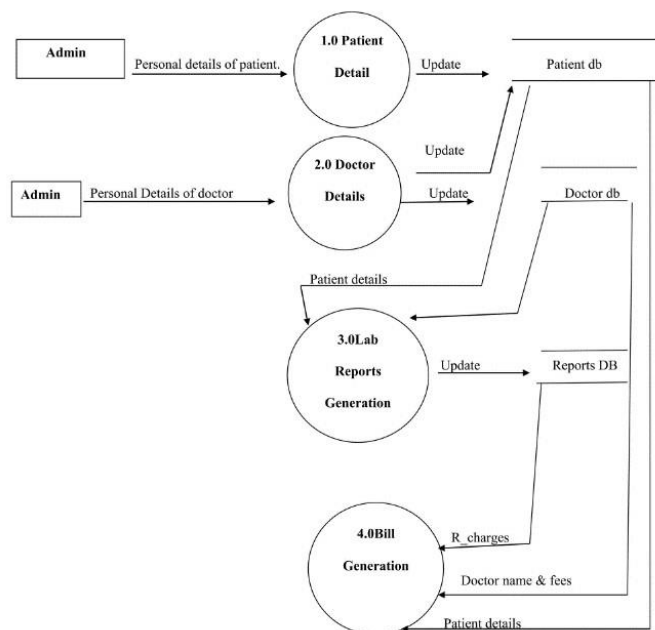 Admin
Personal details of patient.
1.0 Patient
Detail
Update
Patient db
Update
Admin
Personal Details of doctor
2.0 Doctor
Details
Update
Doctor db
Patient details
3.0Lab
Reports
Generation
Update
Reports DB
4.0Bill
Generation
R_charges
Doctor name & fees
Patient details